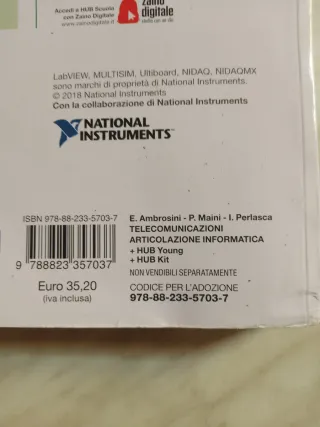 Accedi a HUB Scuola
con Zaino Digitale
www.zainodigitale.it
zaino
digitale
LabVIEW, MULTISIM, Ultiboard, NIDAQ, NIDAQMX
sono marchi di proprietà di National Instruments.
© 2018 National Instruments
Con la collaborazione di National Instruments
NATIONAL
INSTRUMENTS™
ISBN 978-88-233-5703-7
9 788823 357037
Euro 35,20
(iva inclusa)
E. Ambrosini - P. Maini - I. Perlasca
TELECOMUNICAZIONI
ARTICOLAZIONE INFORMATICA
+ HUB Young
+ HUB Kit
NON VENDIBILI SEPARATAMENTE
CODICE PER L'ADOZIONE
978-88-233-5703-7